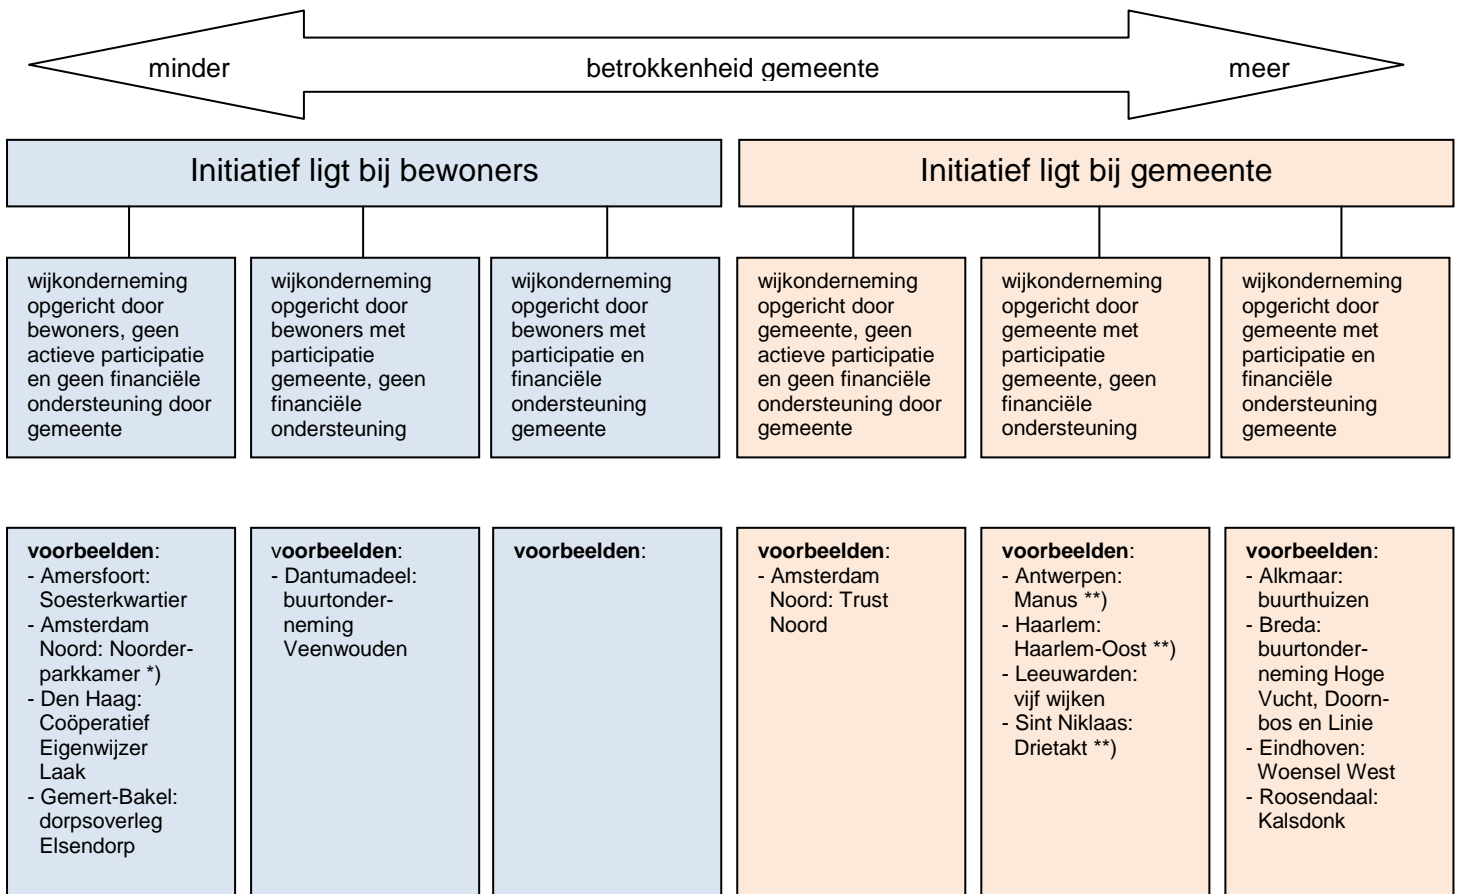 minder betrokkenheid gemeente meer
Initiatief ligt bij bewoners
Initiatief ligt bij gemeente
wijkonderneming
opgericht door
bewoners, geen
actieve participatie
en geen financiële
ondersteuning door
gemeente
wijkonderneming
opgericht door
bewoners met
participatie
gemeente, geen
financiële
ondersteuning
wijkonderneming
opgericht door
bewoners met
participatie en
financiële
ondersteuning
gemeente
wijkonderneming
opgericht door
gemeente, geen
actieve participatie
en geen financiële
ondersteuning door
gemeente
wijkonderneming
opgericht door
gemeente met
participatie
gemeente, geen
financiële
ondersteuning
wijkonderneming
opgericht door
gemeente met
participatie en
financiële
ondersteuning
gemeente
voorbeelden:
- Amersfoort:
Soesterkwartier
- Amsterdam
Noord: Noorder-
parkkamer *)
- Den Haag:
Coöperatief
Eigenwijzer
Laak
- Gemert-Bakel:
dorpsoverleg
Elsendorp
voorbeelden:
- Dantumadeel:
buurtonder-
neming
Veenwouden
voorbeelden:
voorbeelden:
- Amsterdam
Noord: Trust
Noord
voorbeelden:
- Antwerpen:
Manus **)
- Haarlem:
Haarlem-Oost **)
- Leeuwarden:
vijf wijken
- Sint Niklaas:
Drietakt **)
voorbeelden:
- Alkmaar:
buurthuizen
- Breda:
buurtonder-
neming Hoge
Vucht, Doorn-
bos en Linie
- Eindhoven:
Woensel West
- Roosendaal:
Kalsdonk